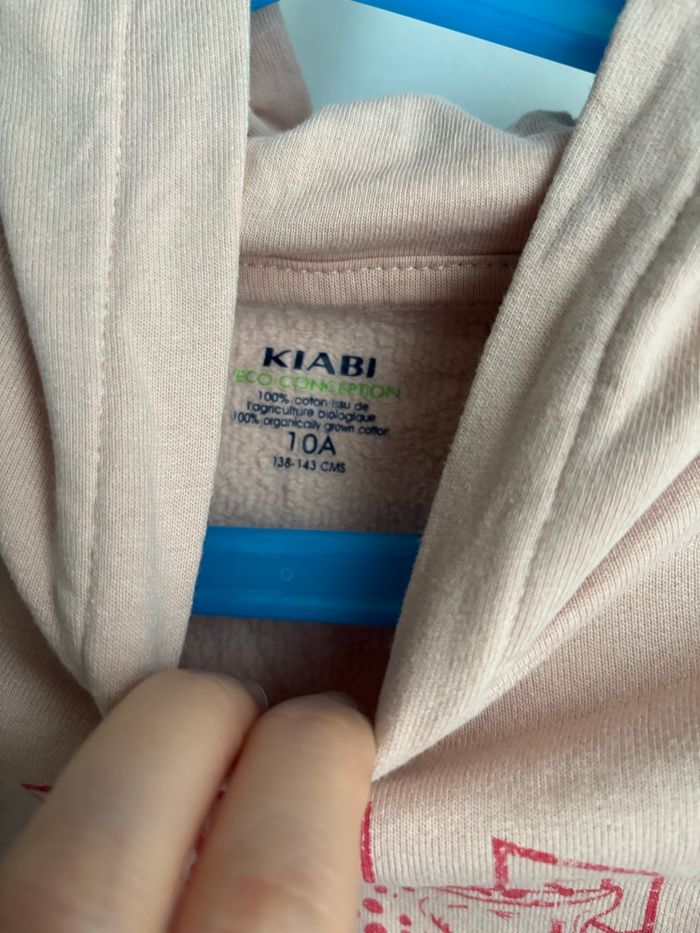 KIABI
ECO-CONCEPTION
100% coton issu de
l'agriculture biologique
100% organically grown cotton
10A
138-143 CMS